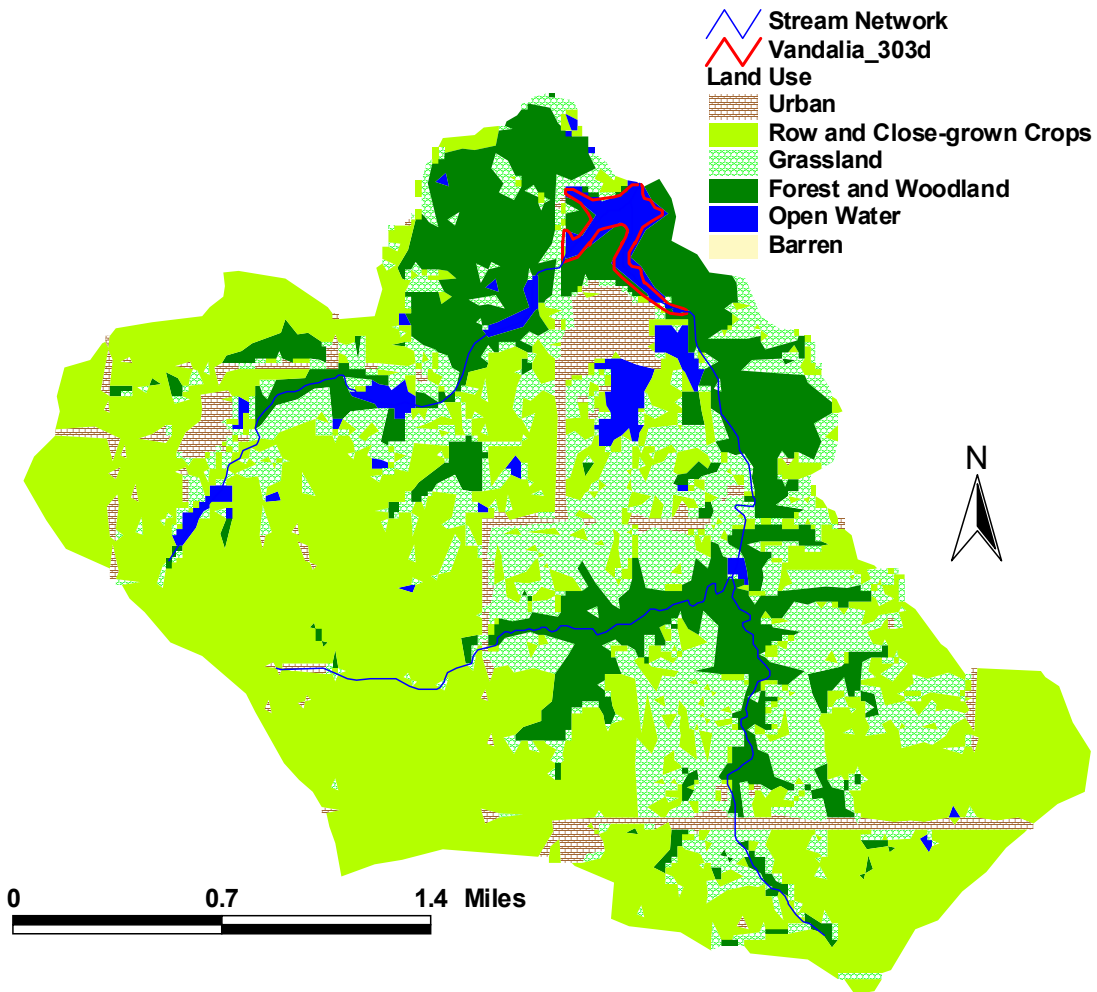 Stream Network
Vandalia_303d
Land Use
Urban
Row and Close-grown Crops
Grassland
Forest and Woodland
Open Water
Barren
N
0 0.7 1.4 Miles